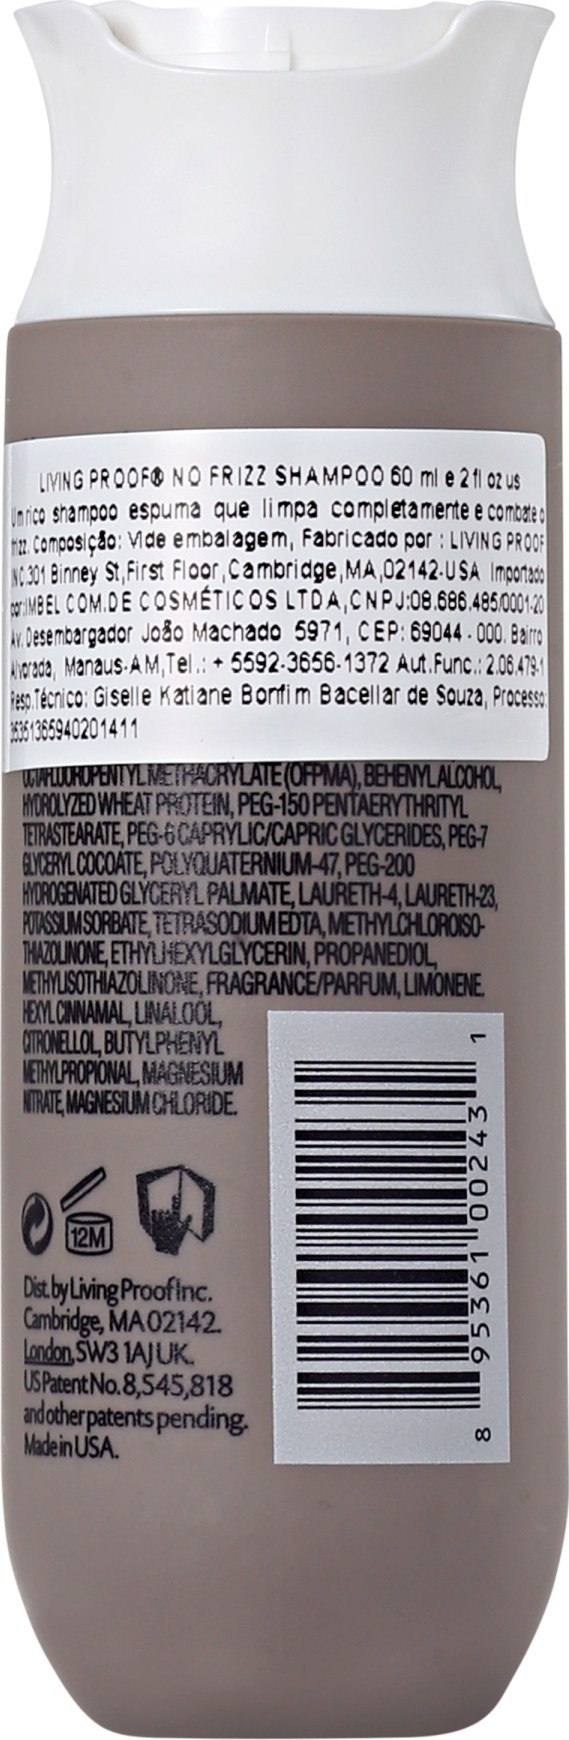 LIVING PROOF® NO FRIZZ SHAMPOO 60 ml e 2 fl oz us
Um rico shampoo espuma que limpa completamente e combate o
frizz. Composição: Vide embalagem, Fabricado por : LIVING PROOF
INC.301 Binney St,First Floor,Cambridge,MA,02142-USA Importado
por:IMBEL COM.DE COSMÉTICOS LTDA,CNPJ:08.686.485/0001-20
Av. Desembargador João Machado 5971, CEP: 69044-000. Bairro
Alvorada, Manaus-AM,Tel.: + 5592-3656-1372 Aut.Func.: 2.06.479-1
Resp.Técnico: Giselle Katiane Bonfim Bacellar de Souza, Processo:
35351365940201411
OCTAFLUOROPENTYL METHACRYLATE (OFPMA), BEHENYL ALCOHOL,
HYDROLYZED WHEAT PROTEIN, PEG-150 PENTAERYTHRITYL
TETRASTEARATE, PEG-6 CAPRYLIC/CAPRIC GLYCERIDES, PEG-7
GLYCERYL COCOATE, POLYQUATERNIUM-47, PEG-200
HYDROGENATED GLYCERYL PALMATE, LAURETH-4, LAURETH-23,
POTASSIUM SORBATE, TETRASODIUM EDTA, METHYLCHLOROISO-
THIAZOLINONE, ETHYLHEXYLGLYCERIN, PROPANEDIOL,
METHYLISOTHIAZOLINONE, FRAGRANCE/PARFUM, LIMONENE.
HEXYL CINNAMAL, LINALOOL,
CITRONELLOL, BUTYLPHENYL
METHYLPROPIONAL, MAGNESIUM
NITRATE, MAGNESIUM CHLORIDE.
12M
Dist. by Living Proof Inc.
Cambridge, MA 02142.
London, SW3 1AJ UK.
US Patent No. 8,545,818
and other patents pending.
Made in USA.
8 95361 00243 1